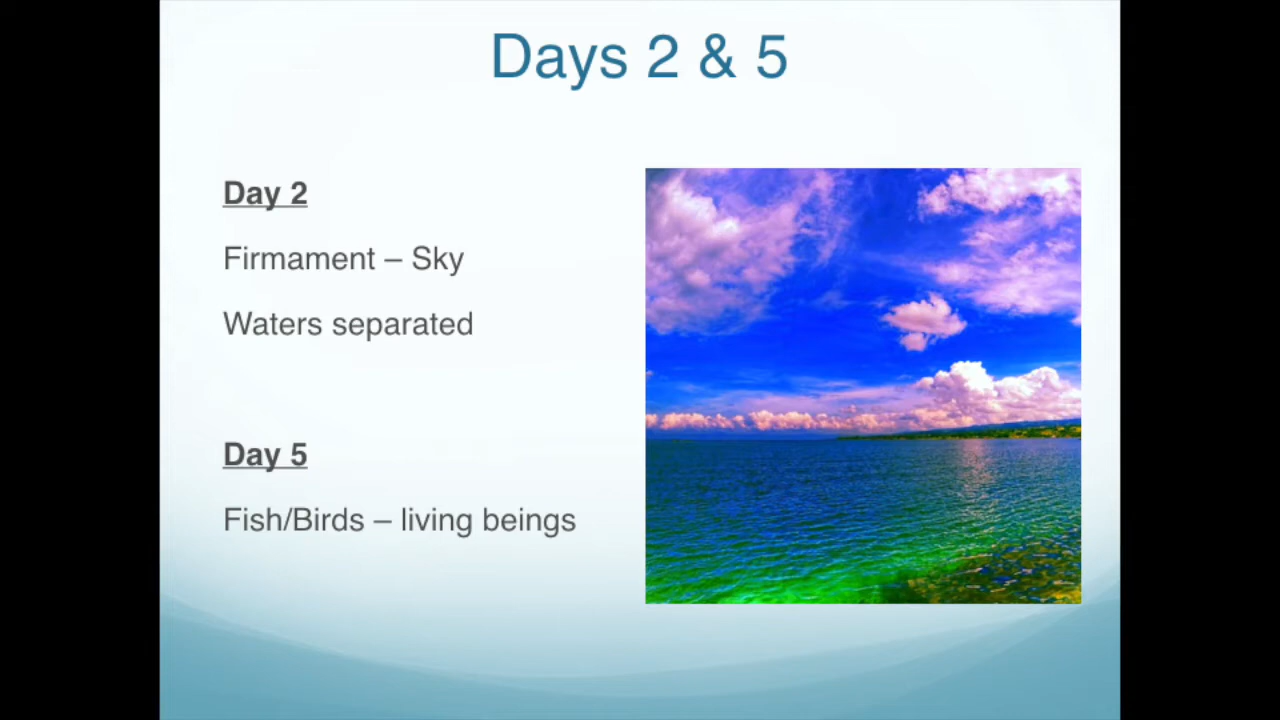 Days 2 & 5
Day 2
Firmament – Sky
Waters separated
Day 5
Fish/Birds – living beings